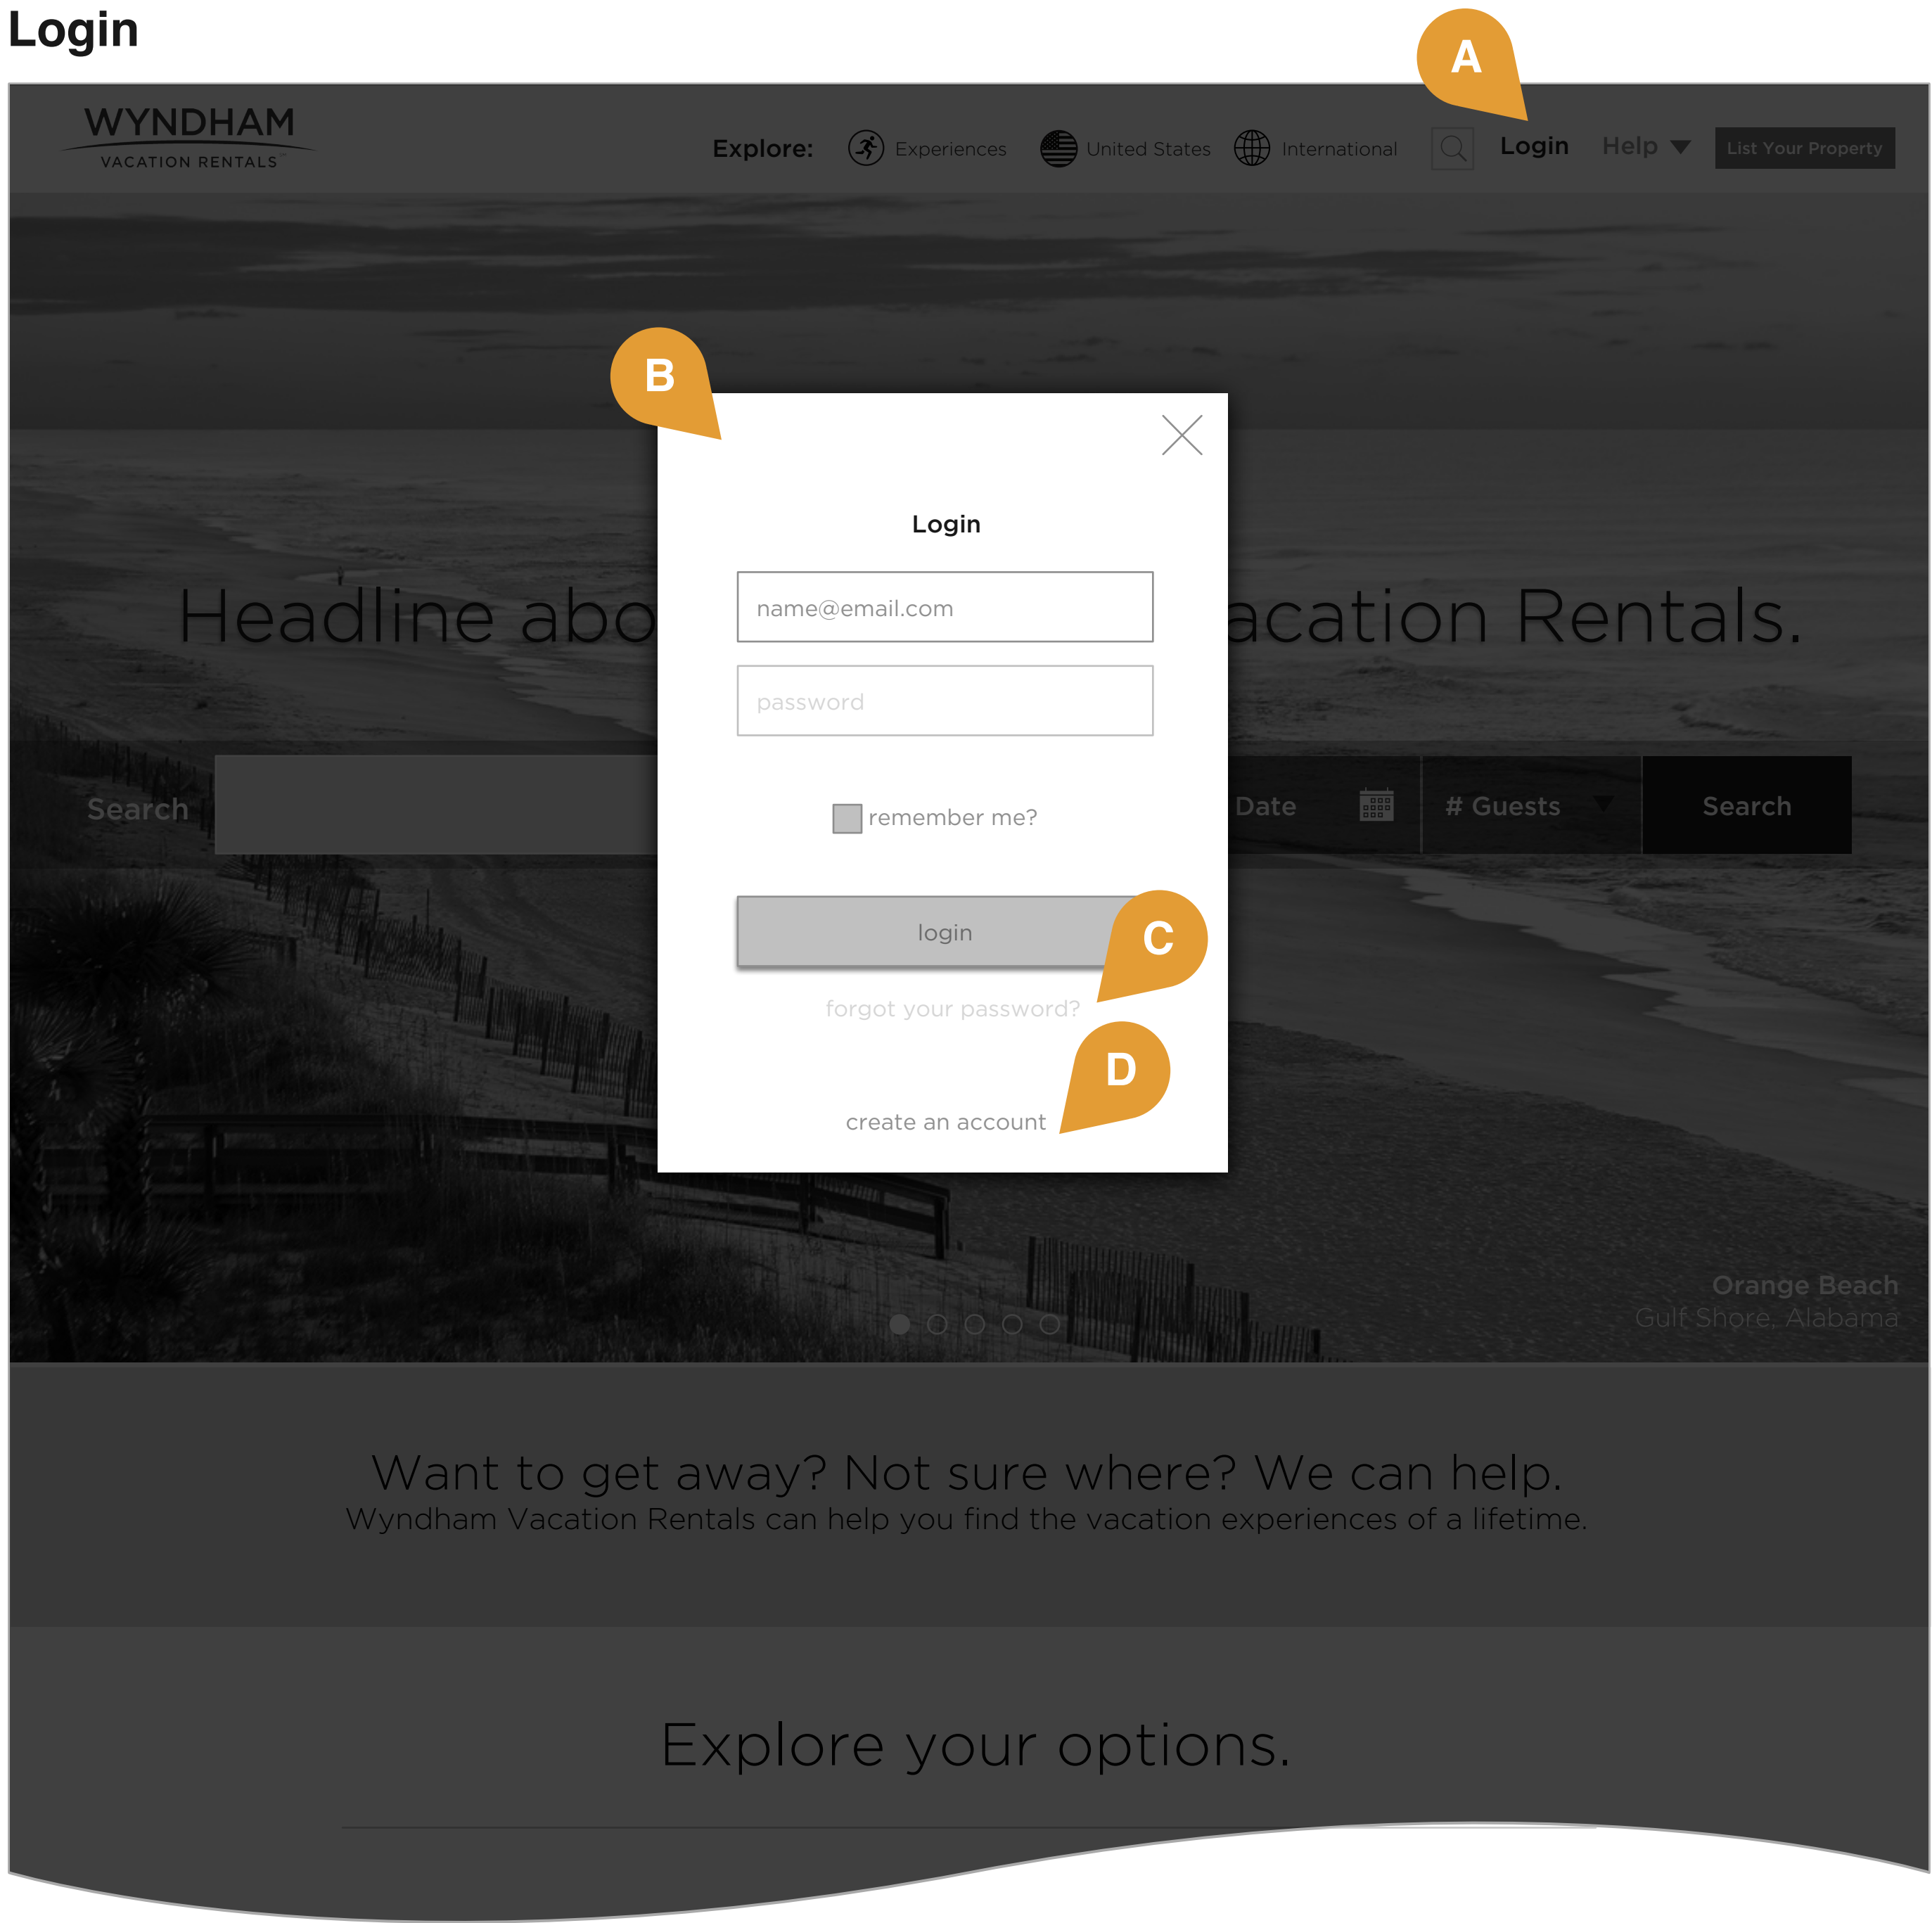 Login
A
WYNDHAM
VACATION RENTALS
Explore: Experiences United States International Login Help List Your Property
B
Login
name@email.com
Headline abo acation Rentals.
password
Search Date # Guests Search
remember me?
login
C
forgot your password?
D
create an account
Orange Beach
Gulf Shore, Alabama
Want to get away? Not sure where? We can help.
Wyndham Vacation Rentals can help you find the vacation experiences of a lifetime.
Explore your options.